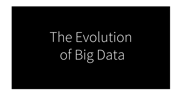 The Evolution
of Big Data